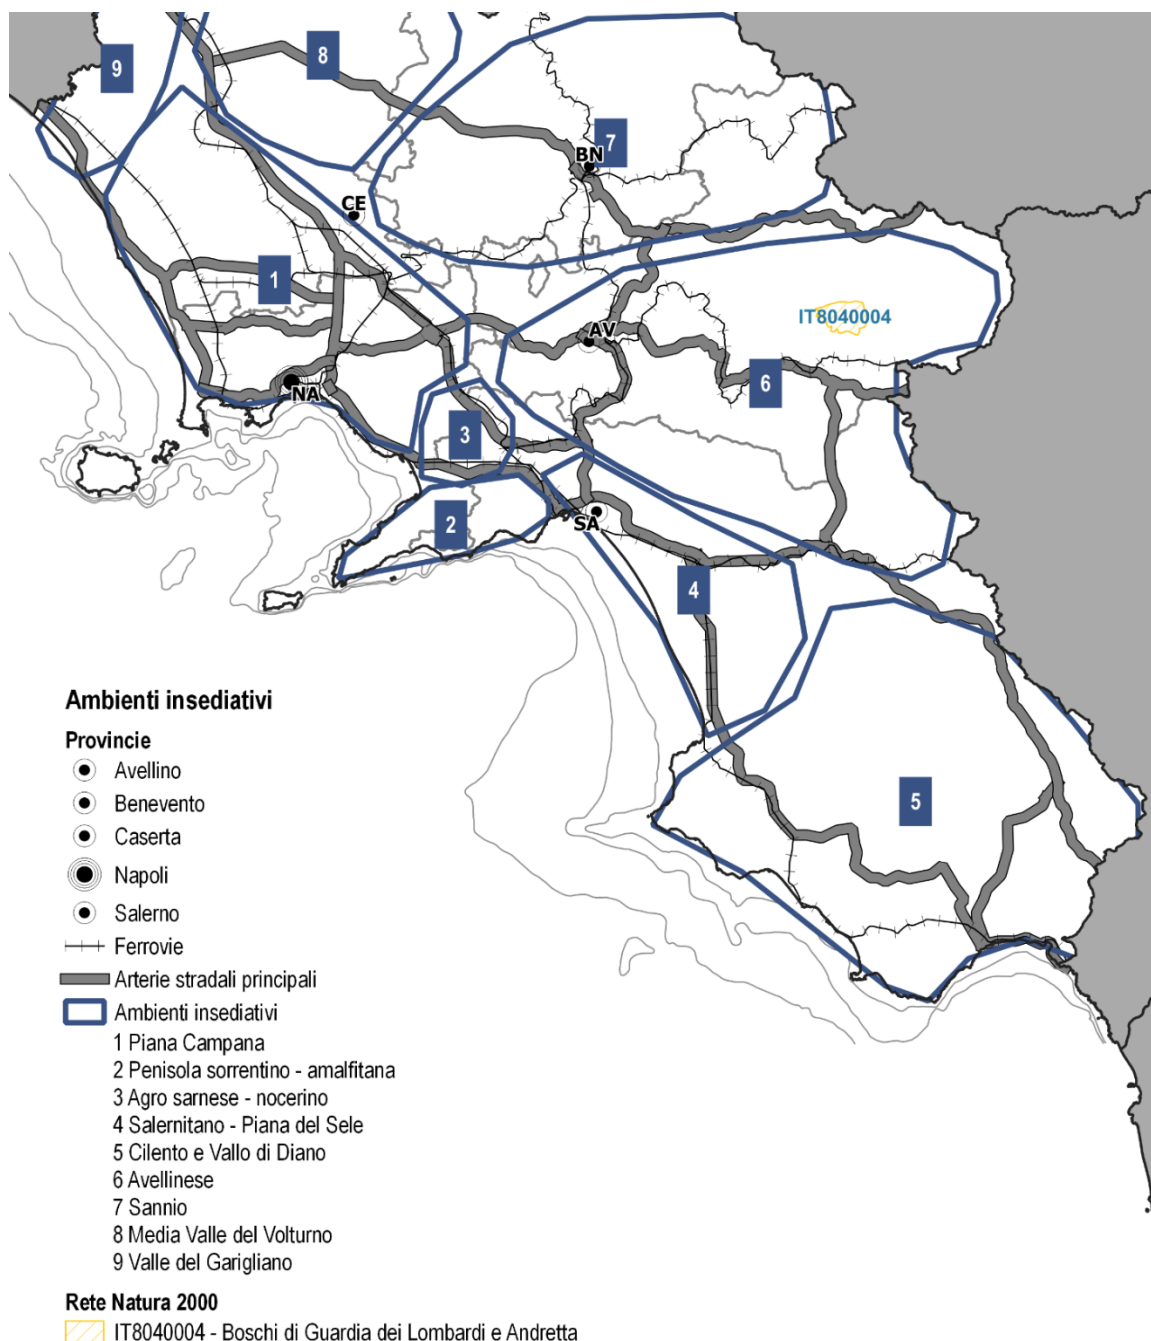 8
9
7
BN
CE
1
IT8040004
AV
6
NA
3
2
SA
4
5
Ambienti insediativi
Provincie
Avellino
Benevento
Caserta
Napoli
Salerno
Ferrovie
Arterie stradali principali
Ambienti insediativi
1 Piana Campana
2 Penisola sorrentino - amalfitana
3 Agro sarnese - nocerino
4 Salernitano - Piana del Sele
5 Cilento e Vallo di Diano
6 Avellinese
7 Sannio
8 Media Valle del Volturno
9 Valle del Garigliano
Rete Natura 2000
IT8040004 - Boschi di Guardia dei Lombardi e Andretta